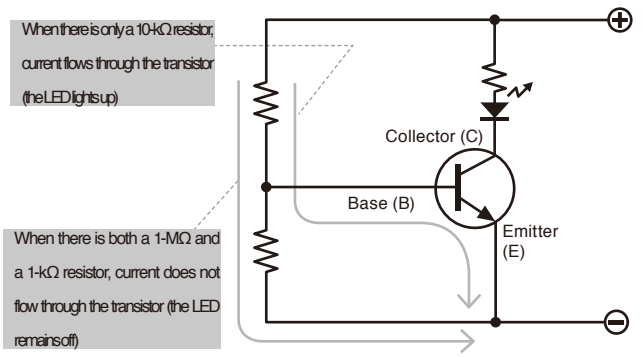 When there is only a 10-kΩ resistor,
current flows through the transistor
(the LED lights up)
Collector (C)
Base (B)
Emitter
(E)
When there is both a 1-MΩ and
a 1-kΩ resistor, current does not
flow through the transistor (the LED
remains off)